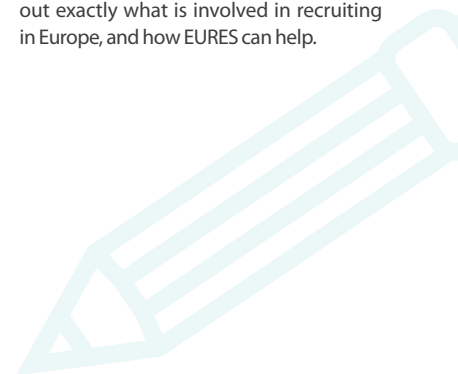 out exactly what is involved in recruiting
in Europe, and how EURES can help.